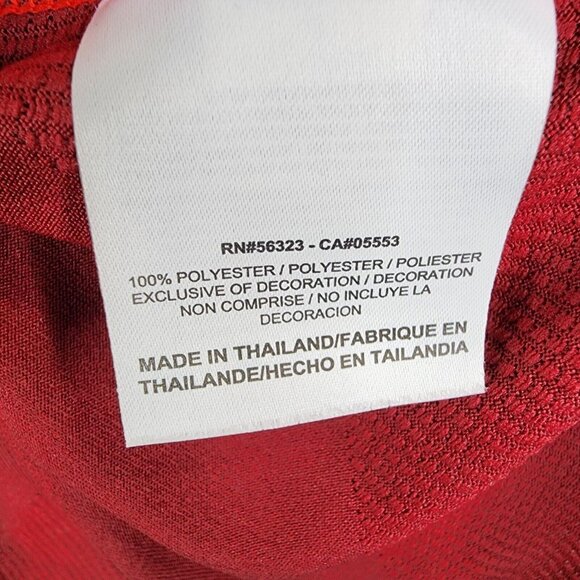 RN#56323 - CA#05553
100% POLYESTER / POLYESTER / POLIESTER
EXCLUSIVE OF DECORATION / DECORATION
NON COMPRISE / NO INCLUYE LA
DECORACION
MADE IN THAILAND/FABRIQUE EN
THAILANDE/HECHO EN TAILANDIA